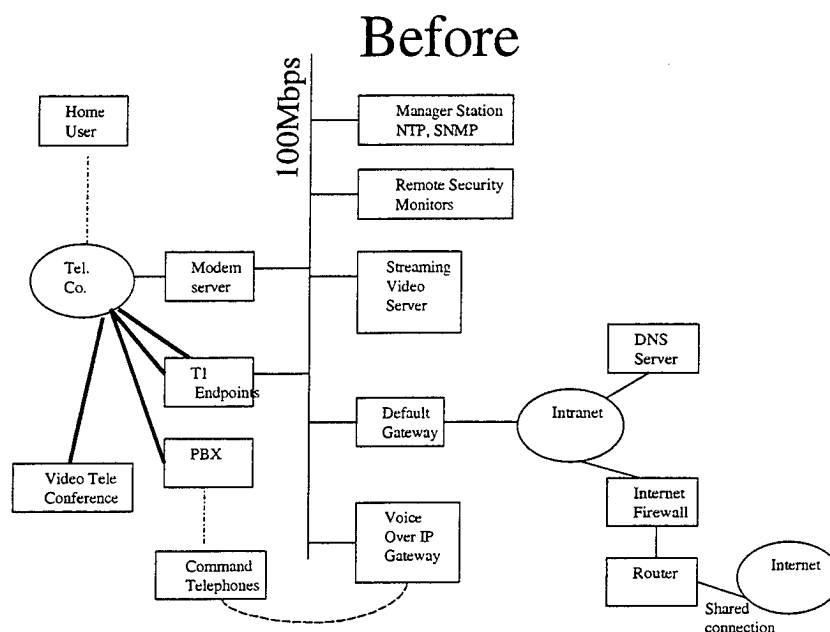 Before
100Mbps
Home
User
Manager Station
NTP, SNMP
Remote Security
Monitors
Tel.
Co.
Modem
server
Streaming
Video
Server
DNS
Server
T1
Endpoints
Default
Gateway
Intranet
PBX
Video Tele
Conference
Internet
Firewall
Voice
Over IP
Gateway
Command
Telephones
Router
Internet
Shared
connection